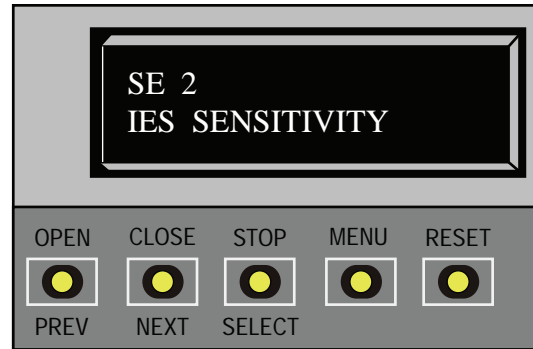 SE 2
IES SENSITIVITY
OPEN CLOSE STOP MENU RESET
PREV NEXT SELECT